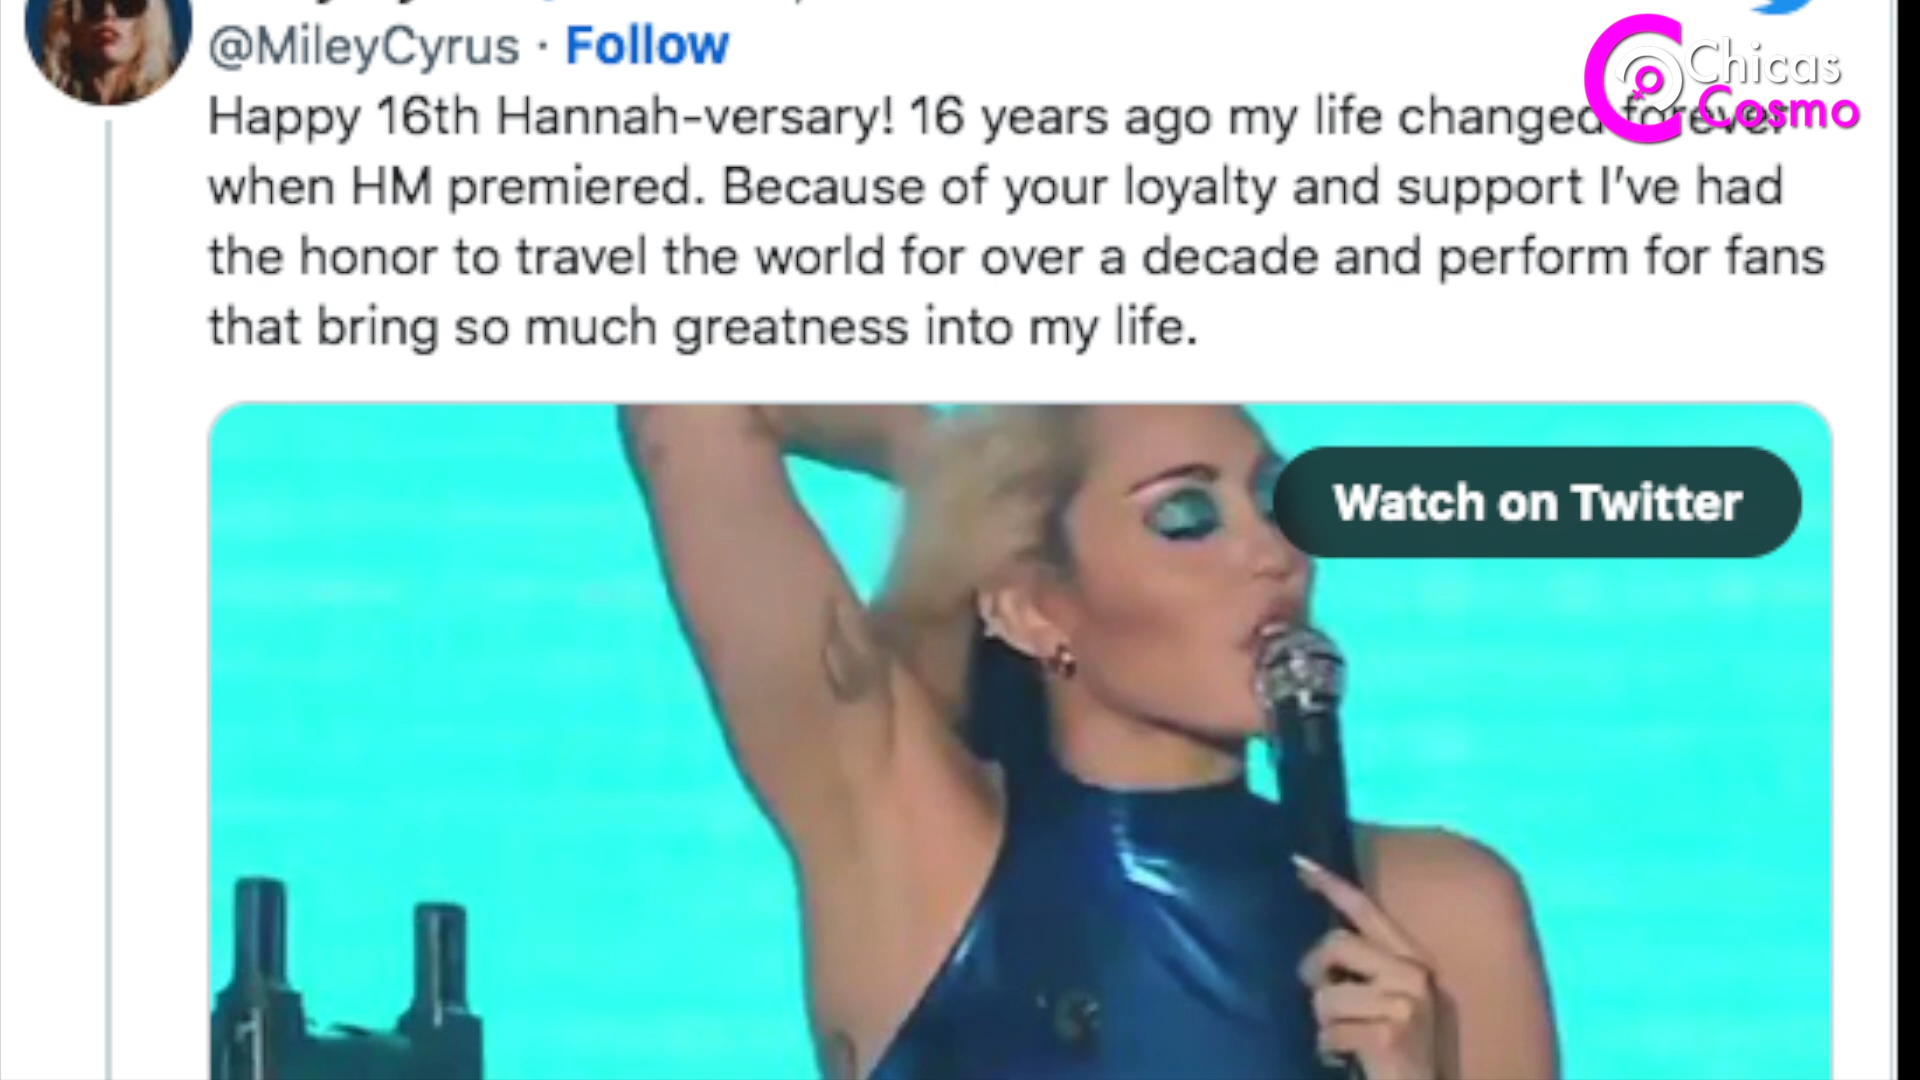 @MileyCyrus · Follow
Chicas
Cosmo
Happy 16th Hannah-versary! 16 years ago my life changed forever
when HM premiered. Because of your loyalty and support I've had
the honor to travel the world for over a decade and perform for fans
that bring so much greatness into my life.
Watch on Twitter